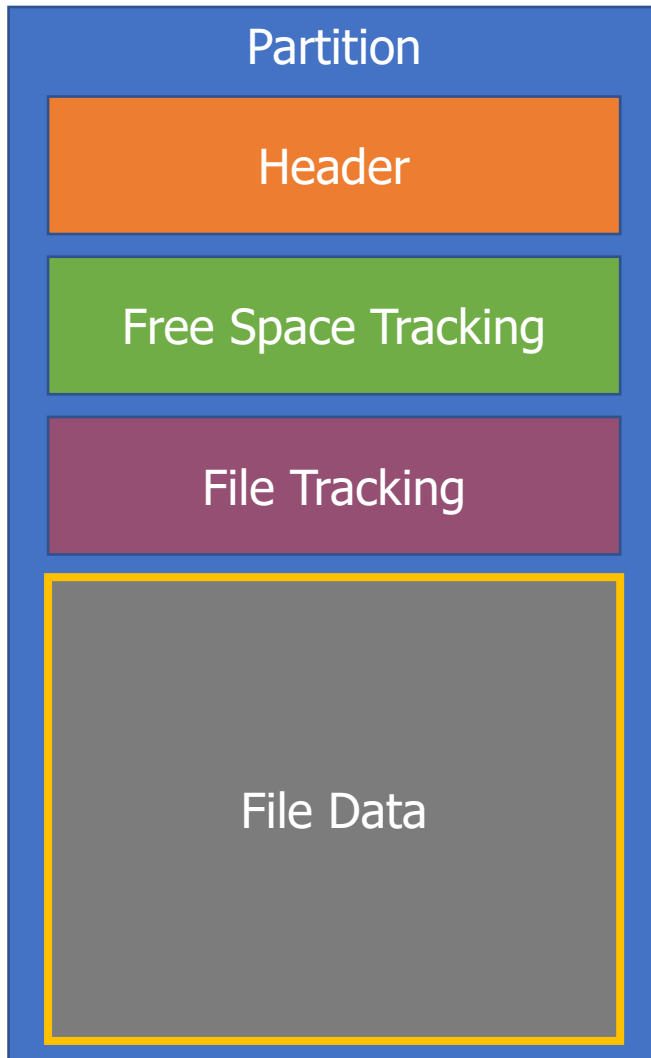 Partition
Header
Free Space Tracking
File Tracking
File Data